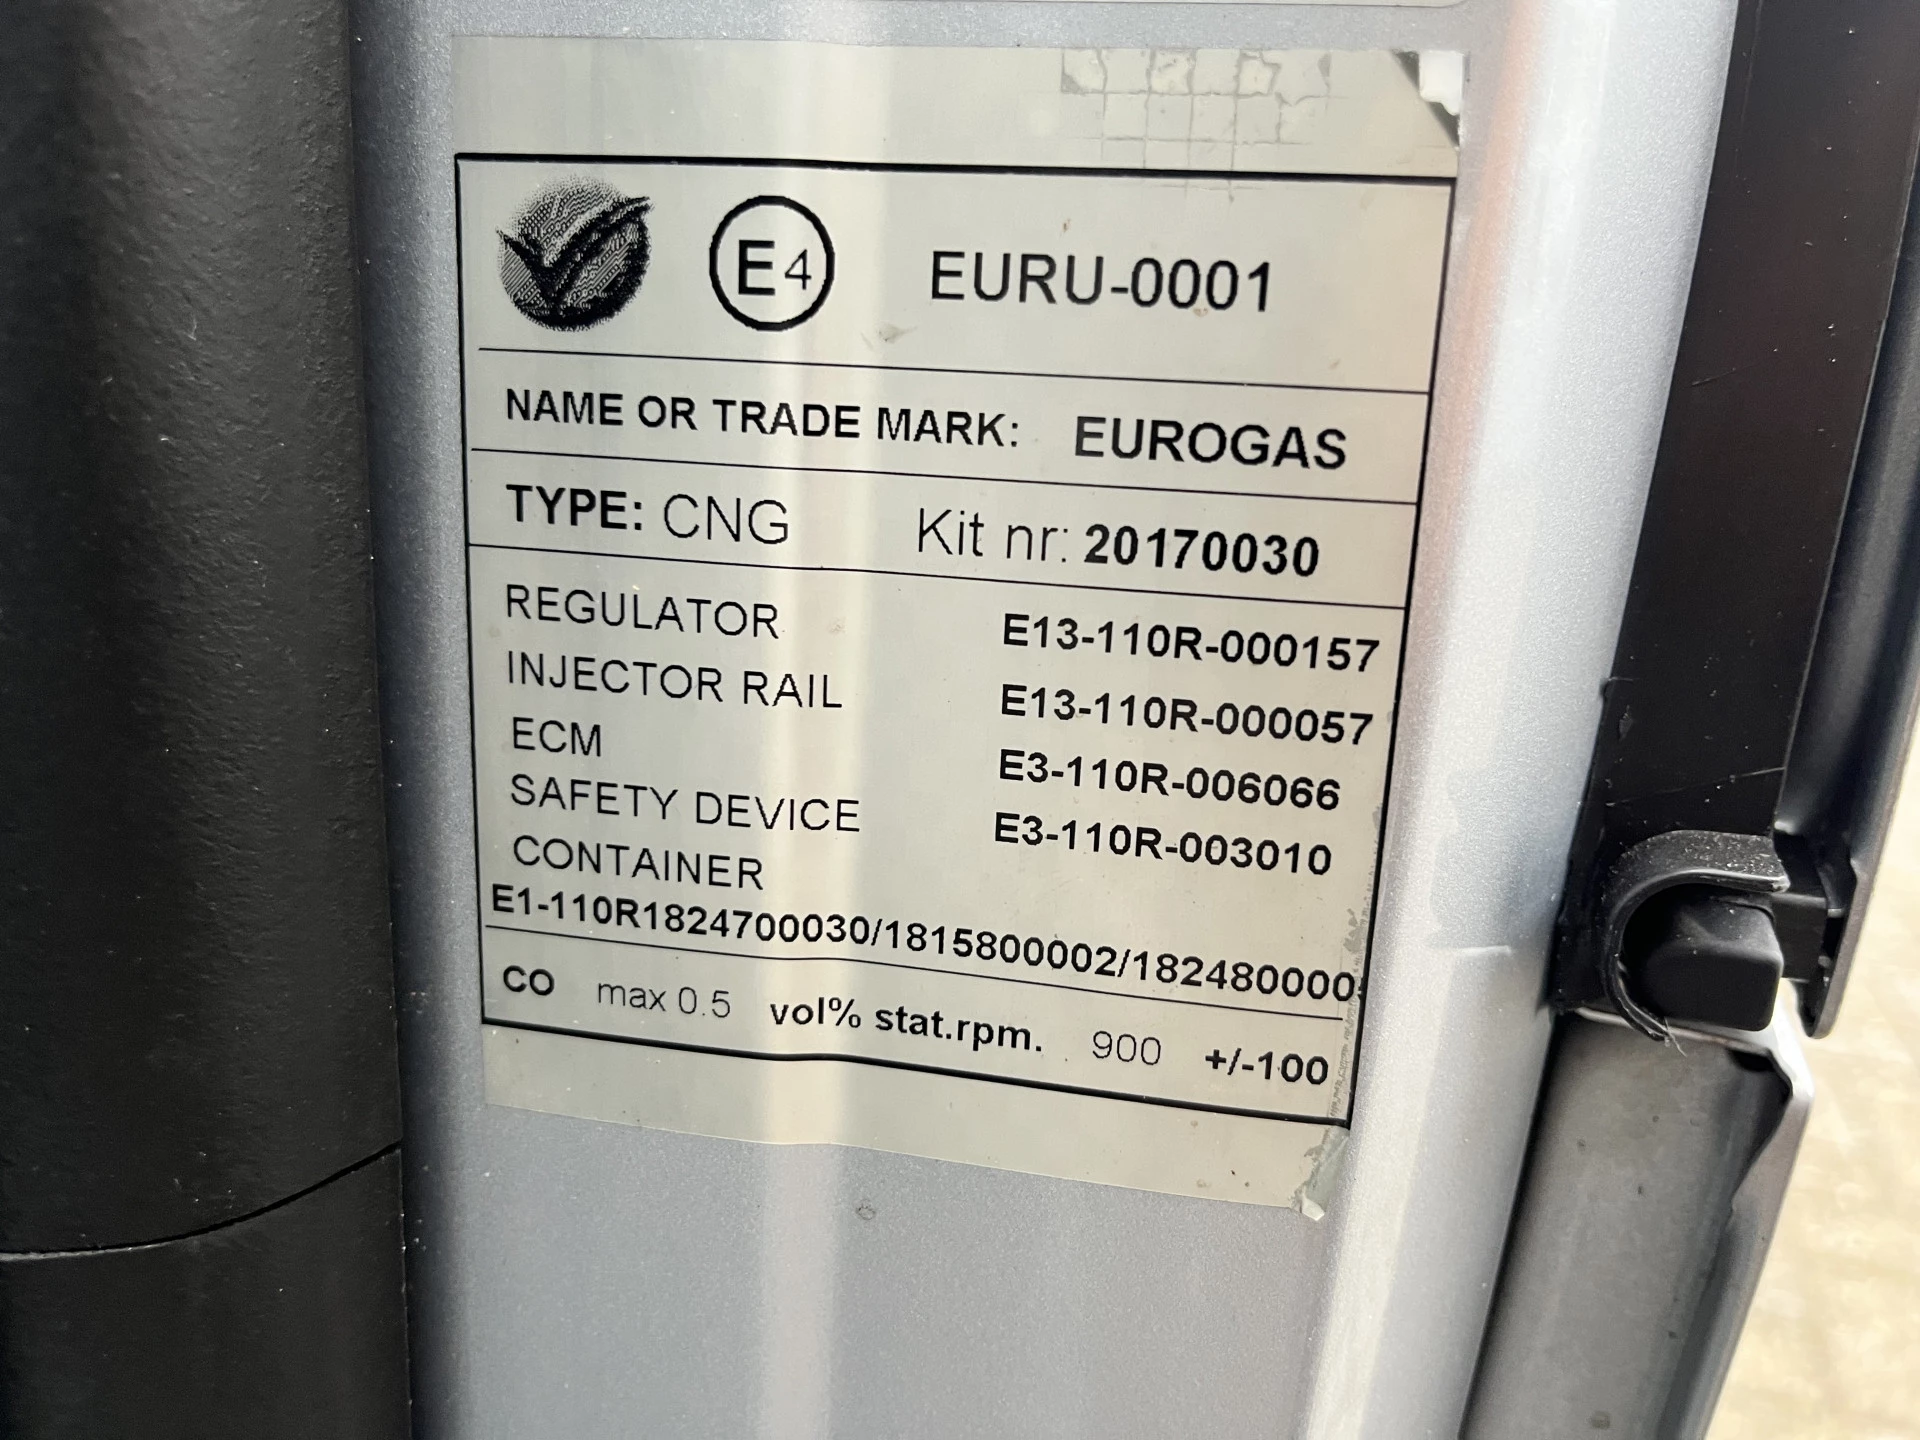 E4 EURU-0001
NAME OR TRADE MARK: EUROGAS
TYPE: CNG Kit nr: 20170030
REGULATOR E13-110R-000157
INJECTOR RAIL E13-110R-000057
ECM E3-110R-006066
SAFETY DEVICE E3-110R-003010
CONTAINER
E1-110R1824700030/1815800002/182480000
CO max 0.5 vol% stat.rpm. 900 +/-100